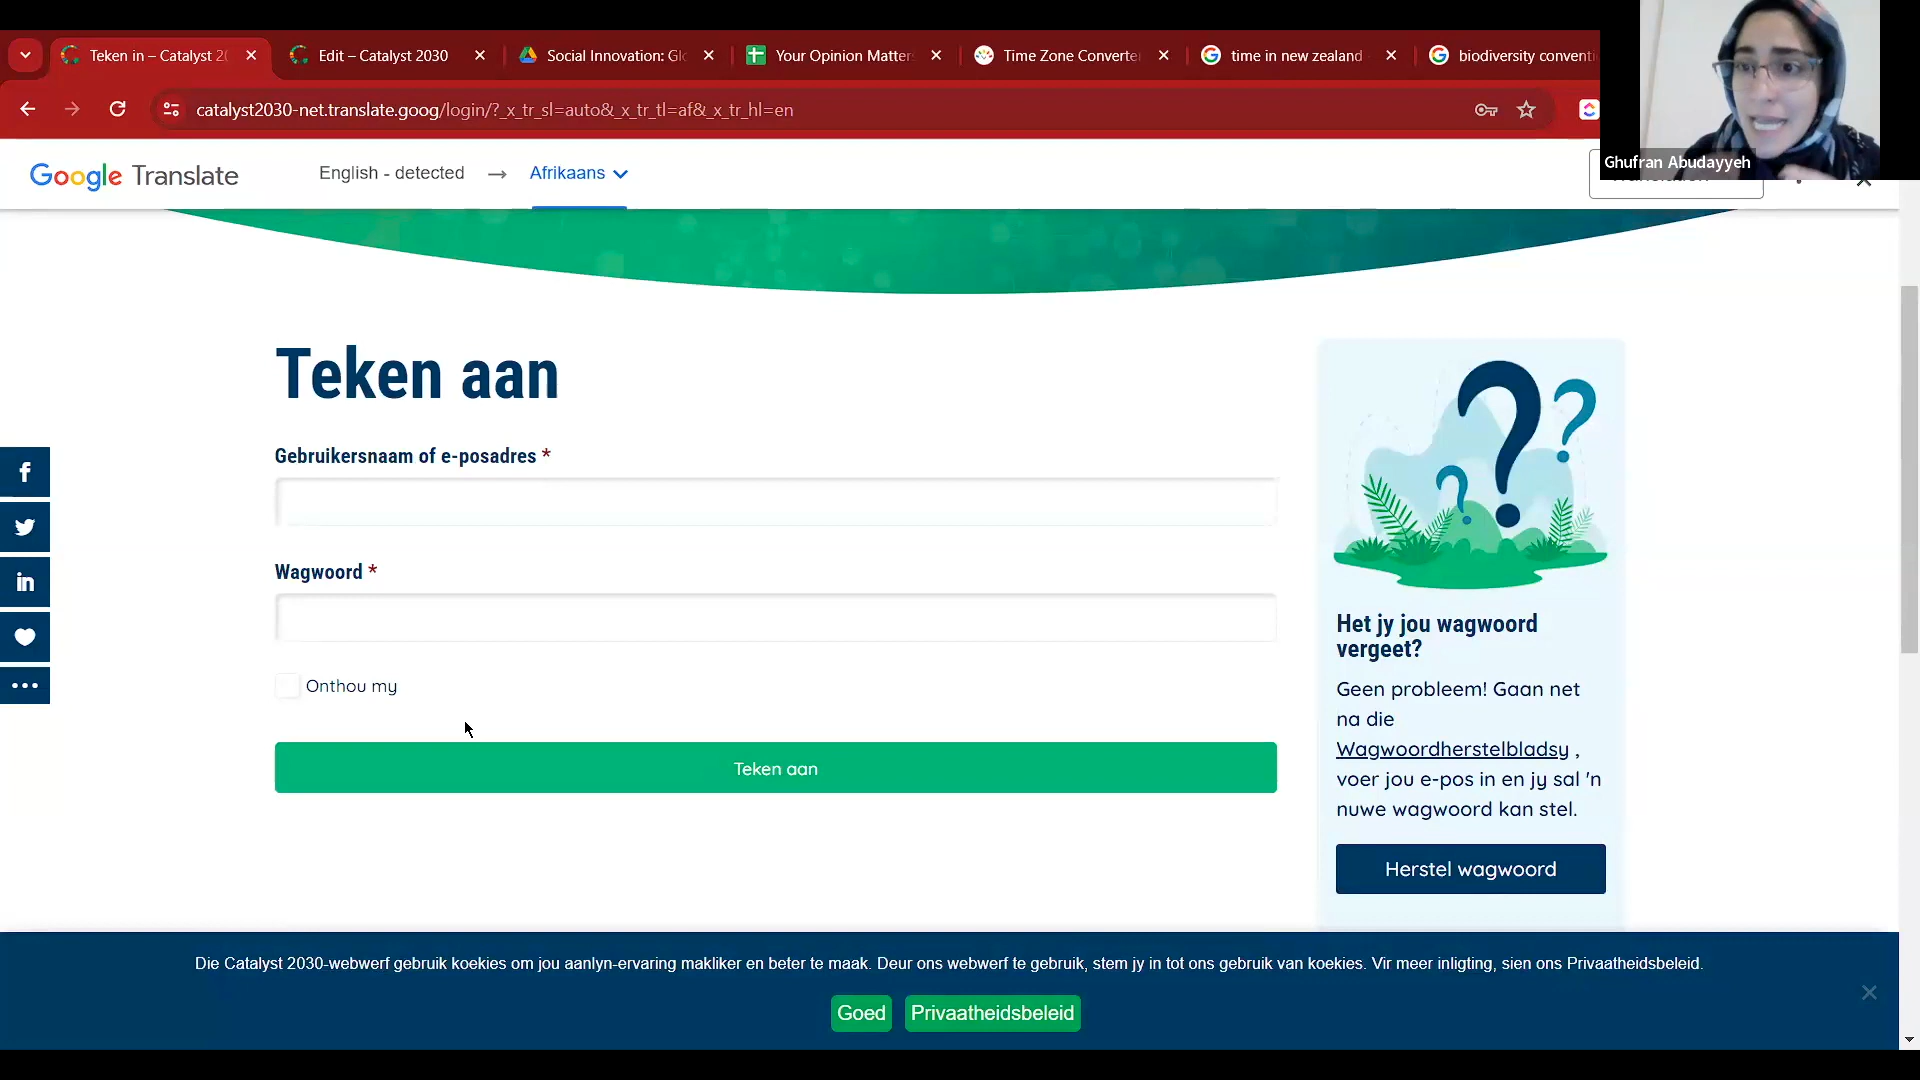 Teken in – Catalyst 20
Edit – Catalyst 2030
Social Innovation: Glo
Your Opinion Matters
Time Zone Converter
time in new zealand
biodiversity conventi
catalyst2030-net.translate.goog/login/?_x_tr_sl=auto&_x_tr_tl=af&_x_tr_hl=en
Ghufran Abudayyeh
Google Translate
English - detected → Afrikaans
Teken aan
Gebruikersnaam of e-posadres *
Wagwoord *
Onthou my
Teken aan
Het jy jou wagwoord
vergeet?
Geen probleem! Gaan net
na die
Wagwoordherstelbladsy ,
voer jou e-pos in en jy sal 'n
nuwe wagwoord kan stel.
Herstel wagwoord
Die Catalyst 2030-webwerf gebruik koekies om jou aanlyn-ervaring makliker en beter te maak. Deur ons webwerf te gebruik, stem jy in tot ons gebruik van koekies. Vir meer inligting, sien ons Privaatheidsbeleid.
Goed
Privaatheidsbeleid